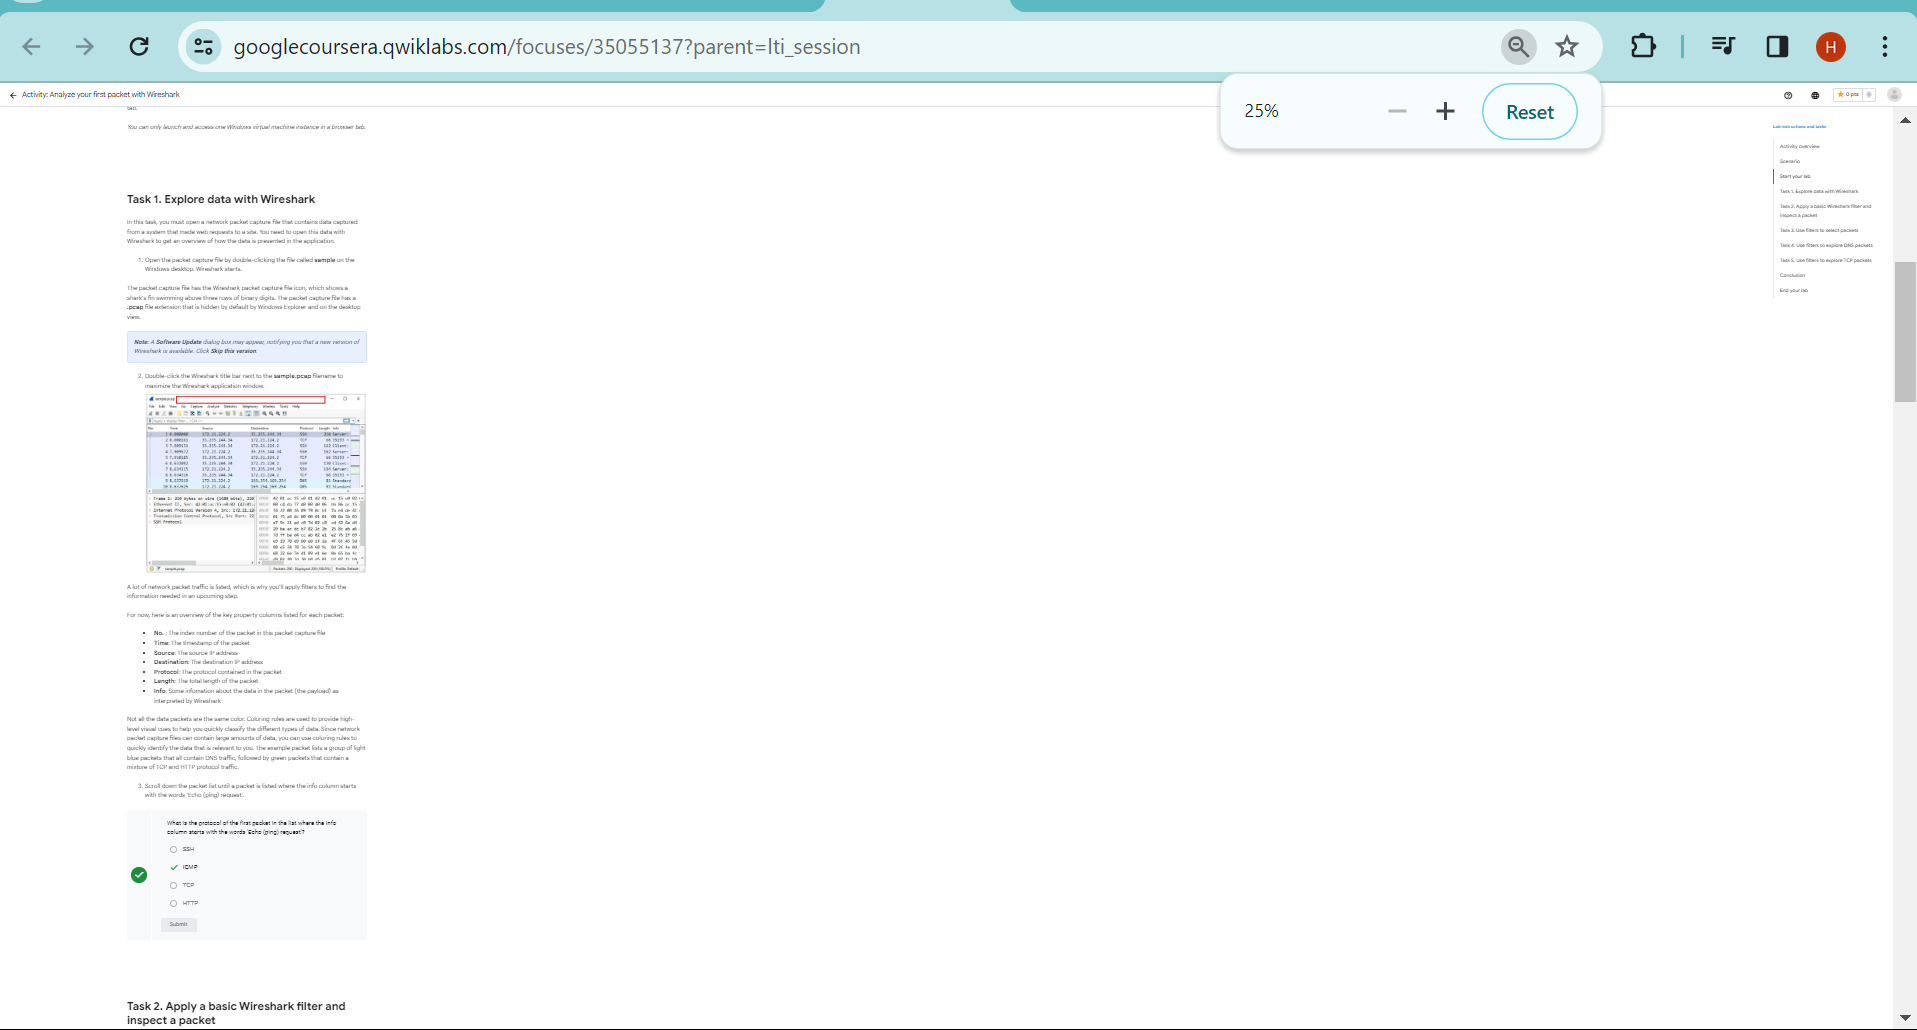 googlecoursera.qwiklabs.com/focuses/35055137?parent=lti_session
H
Activity: Analyze your first packet with Wireshark
0 pts
25%
Reset
tab.
You can only launch and access one Windows virtual machine instance in a browser tab.
Task 1. Explore data with Wireshark
In this task, you must open a network packet capture file that contains data captured
from a system that made web requests to a site. You need to open this data with
Wireshark to get an overview of how the data is presented in the application.
1. Open the packet capture file by double-clicking the file called sample on the
Windows desktop. Wireshark starts.
The packet capture file has the Wireshark packet capture file icon, which shows a
shark's fin swimming above three rows of binary digits. The packet capture file has a
.pcap file extension that is hidden by default by Windows Explorer and on the desktop
view.
Note: A Software Update dialog box may appear, notifying you that a new version of
Wireshark is available. Click Skip this version.
2. Double-click the Wireshark title bar next to the sample.pcap filename to
maximize the Wireshark application window.
sample.pcap
File Edit View Go Capture Analyze Statistics Telephony Wireless Tools Help
No. Time Source Destination Protocol Length Info
A lot of network packet traffic is listed, which is why you'll apply filters to find the
information needed in an upcoming step.
For now, here is an overview of the key property columns listed for each packet:
• No. : The index number of the packet in this packet capture file
• Time: The timestamp of the packet
• Source: The source IP address
• Destination: The destination IP address
• Protocol: The protocol contained in the packet
• Length: The total length of the packet
• Info: Some information about the data in the packet (the payload) as
interpreted by Wireshark
Not all the data packets are the same color. Coloring rules are used to provide high-
level visual cues to help you quickly classify the different types of data. Since network
packet capture files can contain large amounts of data, you can use coloring rules to
quickly identify the data that is relevant to you. The example packet lists a group of light
blue packets that all contain DNS traffic, followed by green packets that contain a
mixture of TCP and HTTP protocol traffic.
3. Scroll down the packet list until a packet is listed where the info column starts
with the words 'Echo (ping) request'.
What is the protocol of the first packet in the list where the info
column starts with the words 'Echo (ping) request'?
SSH
ICMP
TCP
HTTP
Submit
Task 2. Apply a basic Wireshark filter and
inspect a packet
Lab instructions and tasks
Activity overview
Scenario
Start your lab
Task 1. Explore data with Wireshark
Task 2. Apply a basic Wireshark filter and
inspect a packet
Task 3. Use filters to select packets
Task 4. Use filters to explore DNS packets
Task 5. Use filters to explore TCP packets
Conclusion
End your lab